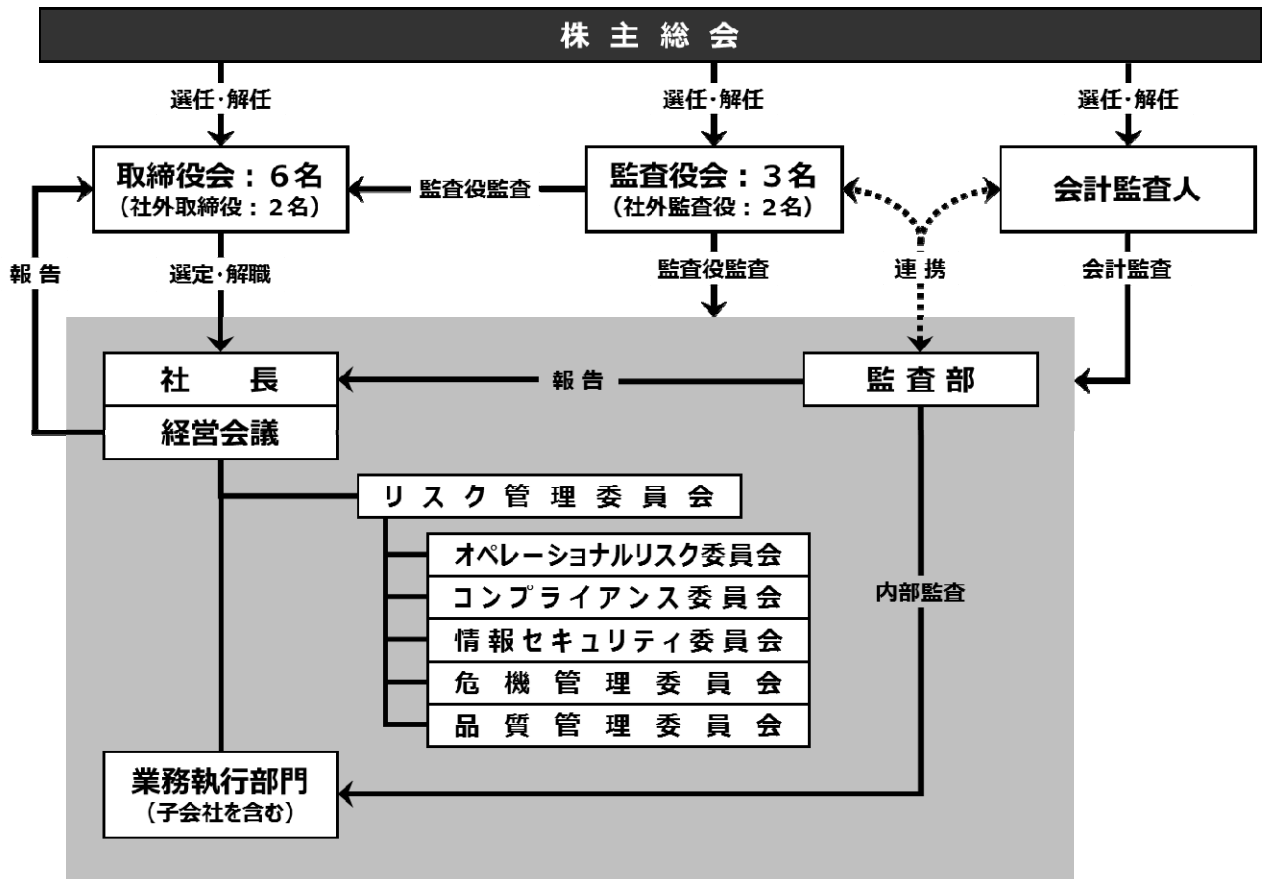 株主総会
選任・解任
選任・解任
選任・解任
取締役会：6名
（社外取締役：2名）
監査役監査
監査役会：3名
（社外監査役：2名）
会計監査人
報告
選定・解職
監査役監査
連携
会計監査
社長
報告
監査部
経営会議
リスク管理委員会
オペレーショナルリスク委員会
コンプライアンス委員会
内部監査
情報セキュリティ委員会
危機管理委員会
品質管理委員会
業務執行部門
（子会社を含む）